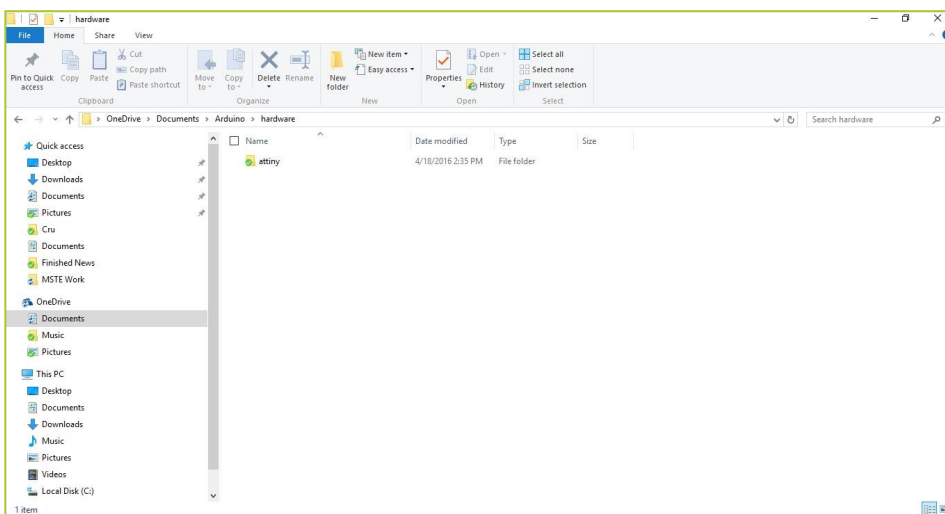 hardware
File Home Share View
Pin to Quick access
Copy
Paste
Cut
Copy path
Paste shortcut
Clipboard
Move to
Copy to
Delete
Rename
Organize
New folder
New item
Easy access
New
Properties
Open
Edit
History
Open
Select all
Select none
Invert selection
Select
> OneDrive > Documents > Arduino > hardware
Search hardware
Quick access
Desktop
Downloads
Documents
Pictures
Cru
Documents
Finished News
MSTE Work
OneDrive
Documents
Music
Pictures
This PC
Desktop
Documents
Downloads
Music
Pictures
Videos
Local Disk (C:)
Name Date modified Type Size
attiny 4/18/2016 2:35 PM File folder
1 item